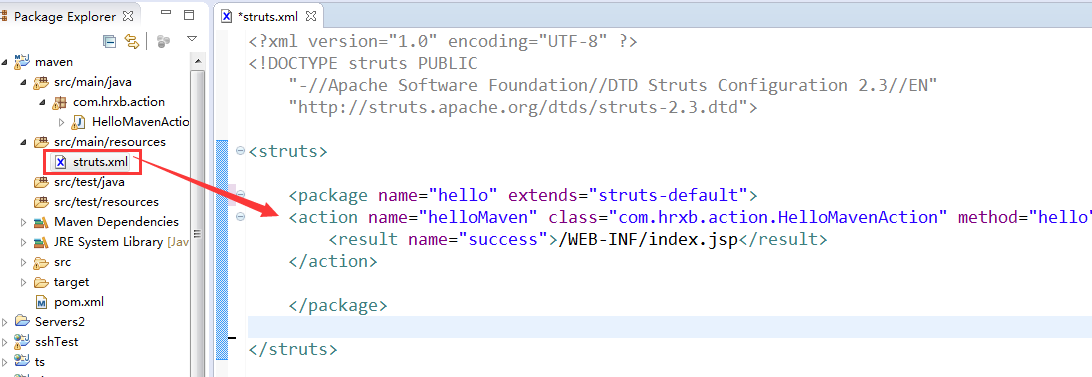 Package Explorer
maven
src/main/java
com.hrxb.action
HelloMavenActio
src/main/resources
struts.xml
src/test/java
src/test/resources
Maven Dependencies
JRE System Library [Jav
src
target
pom.xml
Servers2
sshTest
ts
*struts.xml
<?xml version="1.0" encoding="UTF-8" ?>
<!DOCTYPE struts PUBLIC
"-//Apache Software Foundation//DTD Struts Configuration 2.3//EN"
"http://struts.apache.org/dtds/struts-2.3.dtd">
<struts>
<package name="hello" extends="struts-default">
<action name="helloMaven" class="com.hrxb.action.HelloMavenAction" method="hello"
<result name="success">/WEB-INF/index.jsp</result>
</action>
</package>
</struts>